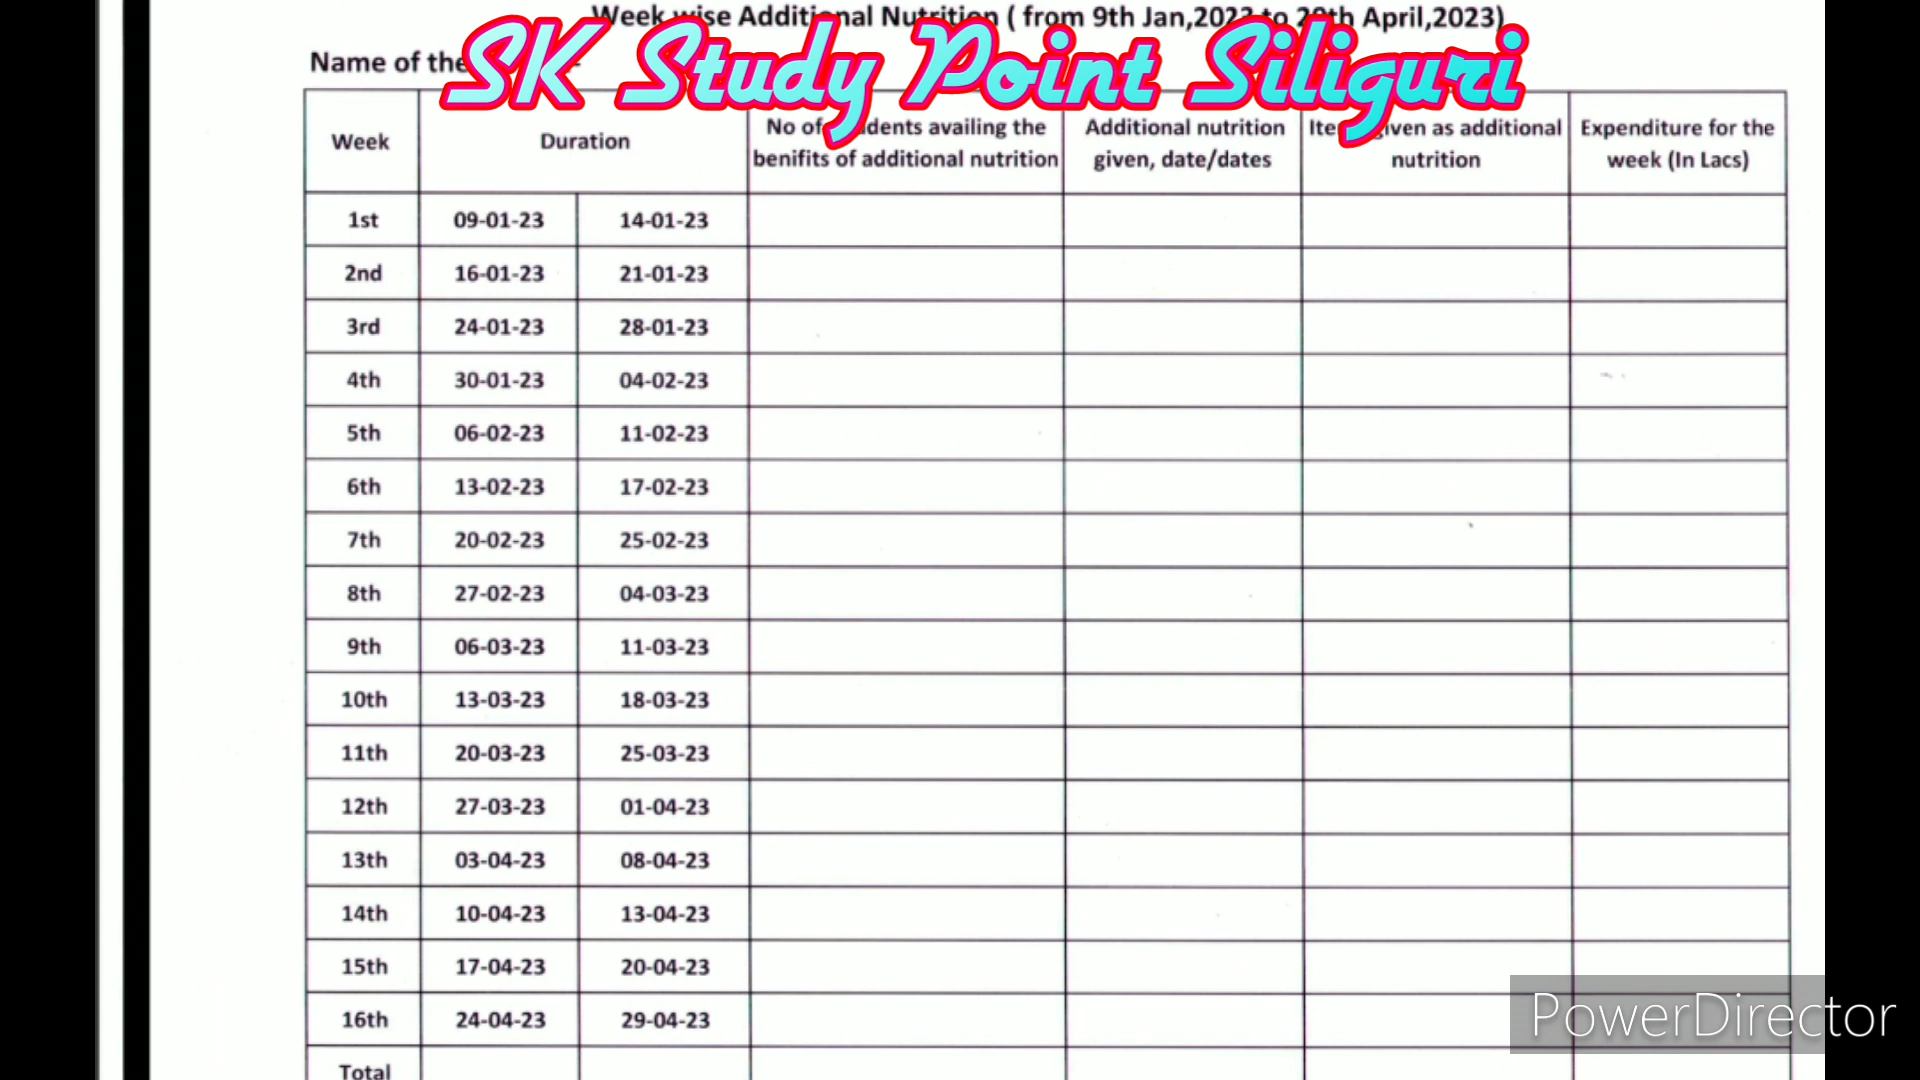 Week wise Additional Nutrition ( from 9th Jan,2023 to 29th April,2023)
Name of the
SK Study Point Siliguri
Week Duration No of students availing the benifits of additional nutrition Additional nutrition given, date/dates Items given as additional nutrition Expenditure for the week (In Lacs)
1st 09-01-23 14-01-23
2nd 16-01-23 21-01-23
3rd 24-01-23 28-01-23
4th 30-01-23 04-02-23
5th 06-02-23 11-02-23
6th 13-02-23 17-02-23
7th 20-02-23 25-02-23
8th 27-02-23 04-03-23
9th 06-03-23 11-03-23
10th 13-03-23 18-03-23
11th 20-03-23 25-03-23
12th 27-03-23 01-04-23
13th 03-04-23 08-04-23
14th 10-04-23 13-04-23
15th 17-04-23 20-04-23
16th 24-04-23 29-04-23
Total
PowerDirector